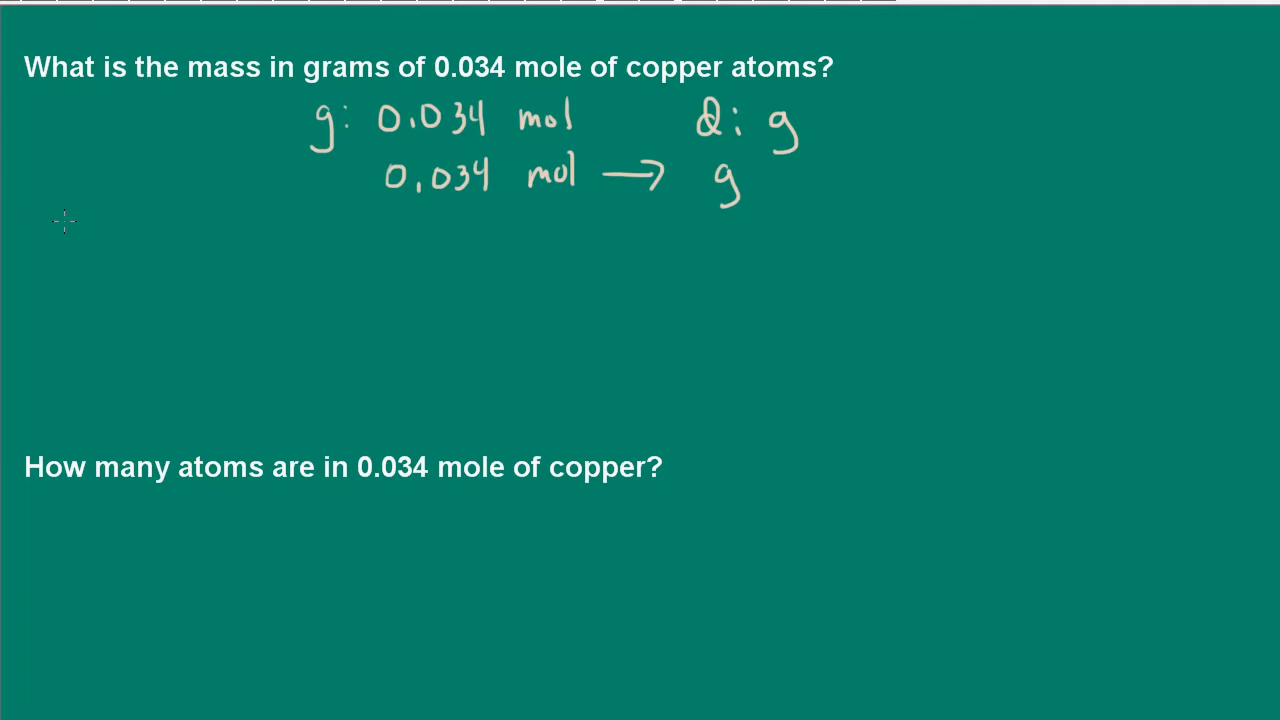 What is the mass in grams of 0.034 mole of copper atoms?
g: 0.034 mol Q: g
0.034 mol → g
How many atoms are in 0.034 mole of copper?